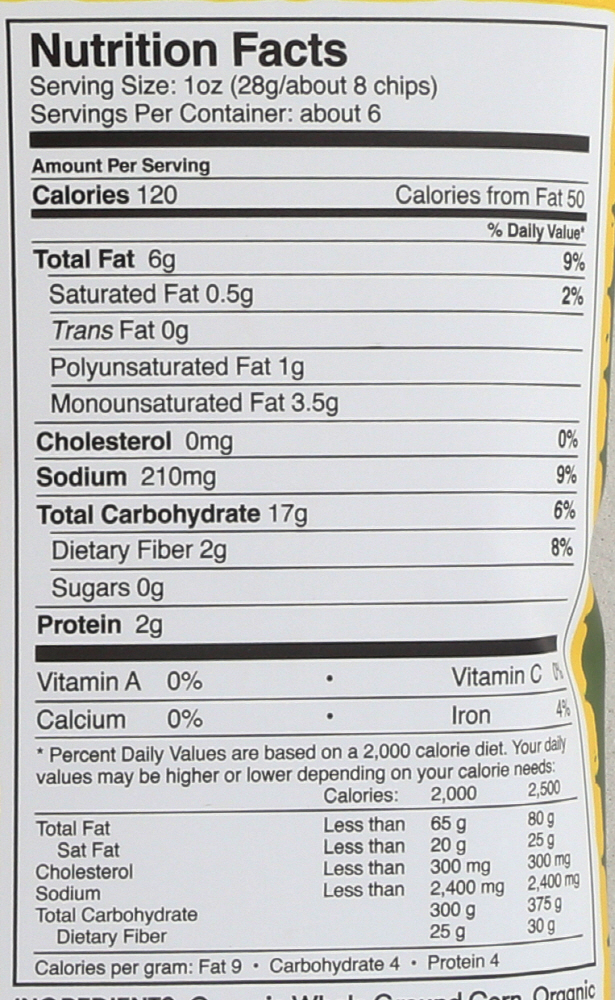 Nutrition Facts
Serving Size: 1oz (28g/about 8 chips)
Servings Per Container: about 6
Amount Per Serving
Calories 120 Calories from Fat 50
% Daily Value*
Total Fat 6g 9%
Saturated Fat 0.5g 2%
Trans Fat 0g
Polyunsaturated Fat 1g
Monounsaturated Fat 3.5g
Cholesterol 0mg 0%
Sodium 210mg 9%
Total Carbohydrate 17g 6%
Dietary Fiber 2g 8%
Sugars 0g
Protein 2g
Vitamin A 0% • Vitamin C 0%
Calcium 0% • Iron 4%
* Percent Daily Values are based on a 2,000 calorie diet. Your daily
values may be higher or lower depending on your calorie needs:
Calories: 2,000 2,500
Total Fat Less than 65 g 80 g
Sat Fat Less than 20 g 25 g
Cholesterol Less than 300 mg 300 mg
Sodium Less than 2,400 mg 2,400 mg
Total Carbohydrate 300 g 375 g
Dietary Fiber 25 g 30 g
Calories per gram: Fat 9 • Carbohydrate 4 • Protein 4
Organic